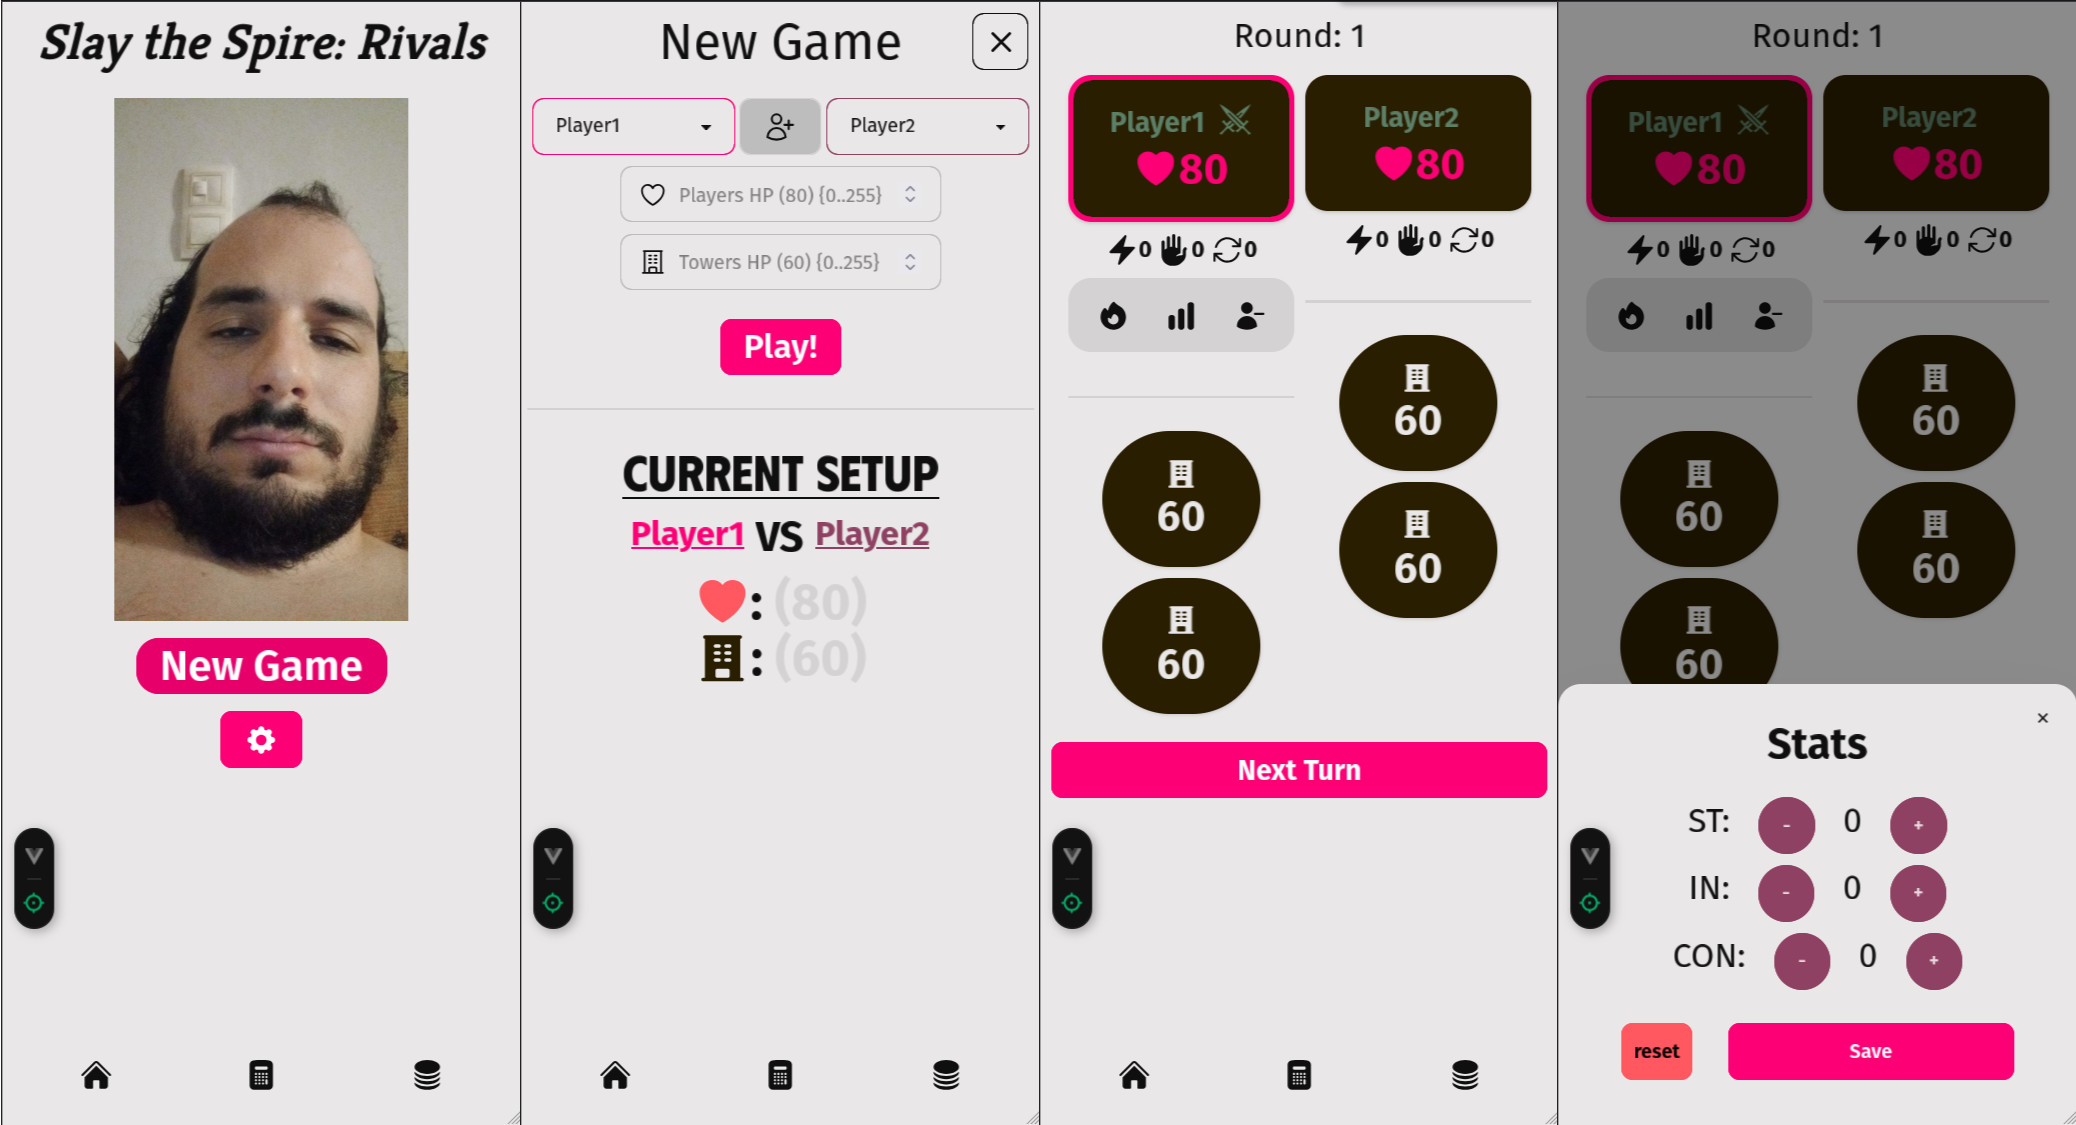 Slay the Spire: Rivals
New Game
New Game
Player1
Player2
Players HP (80) {0..255}
Towers HP (60) {0..255}
Play!
CURRENT SETUP
Player1 VS Player2
: (80)
: (60)
Round: 1
Player1
80
Player2
80
0 0 0
0 0 0
60
60
60
60
Next Turn
Round: 1
Player1
80
Player2
80
0 0 0
0 0 0
60
60
60
60
×
Stats
ST: - 0 +
IN: - 0 +
CON: - 0 +
reset
Save